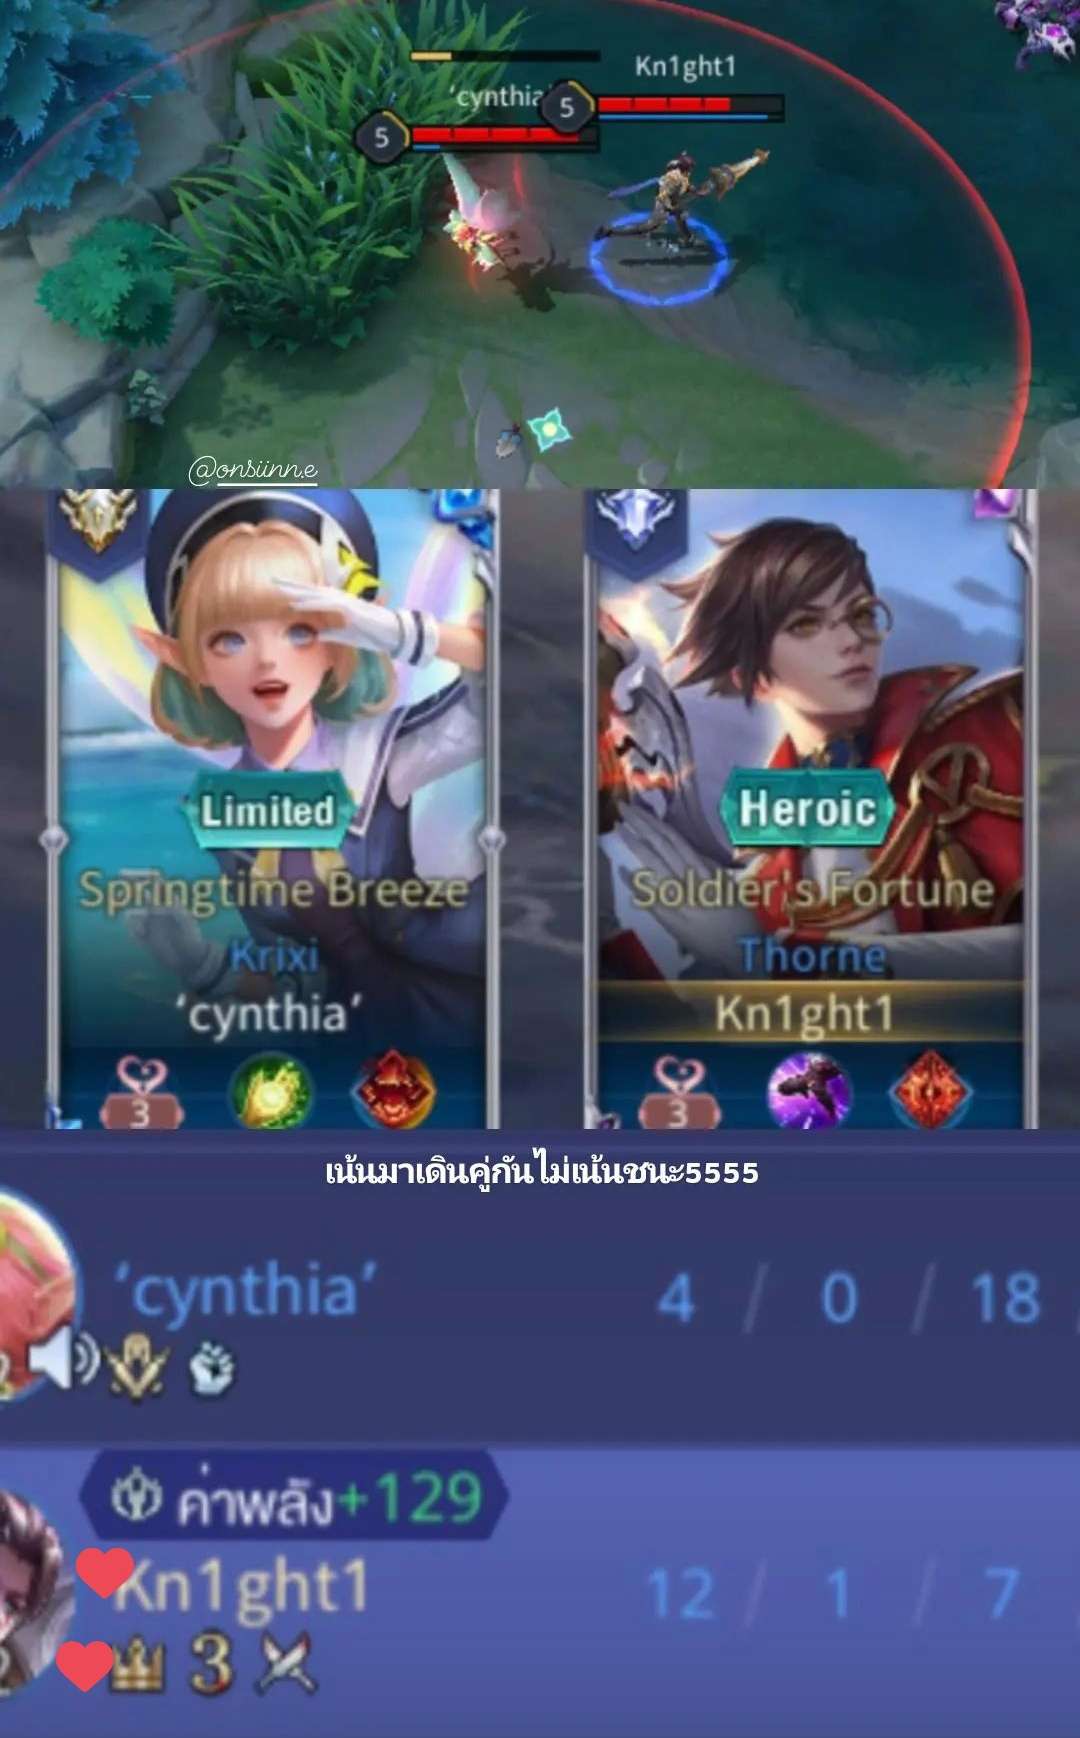 Kn1ght1
‘cynthia’
5
5
@onsiinn.e
Limited
Heroic
Springtime Breeze
Soldier's Fortune
Krixi
Thorne
‘cynthia’
Kn1ght1
3
3
เน้นมาเดินคู่กันไม่เน้นชนะ5555
‘cynthia’
4 / 0 / 18
ค่าพลัง+129
Kn1ght1
12 / 1 / 7
3